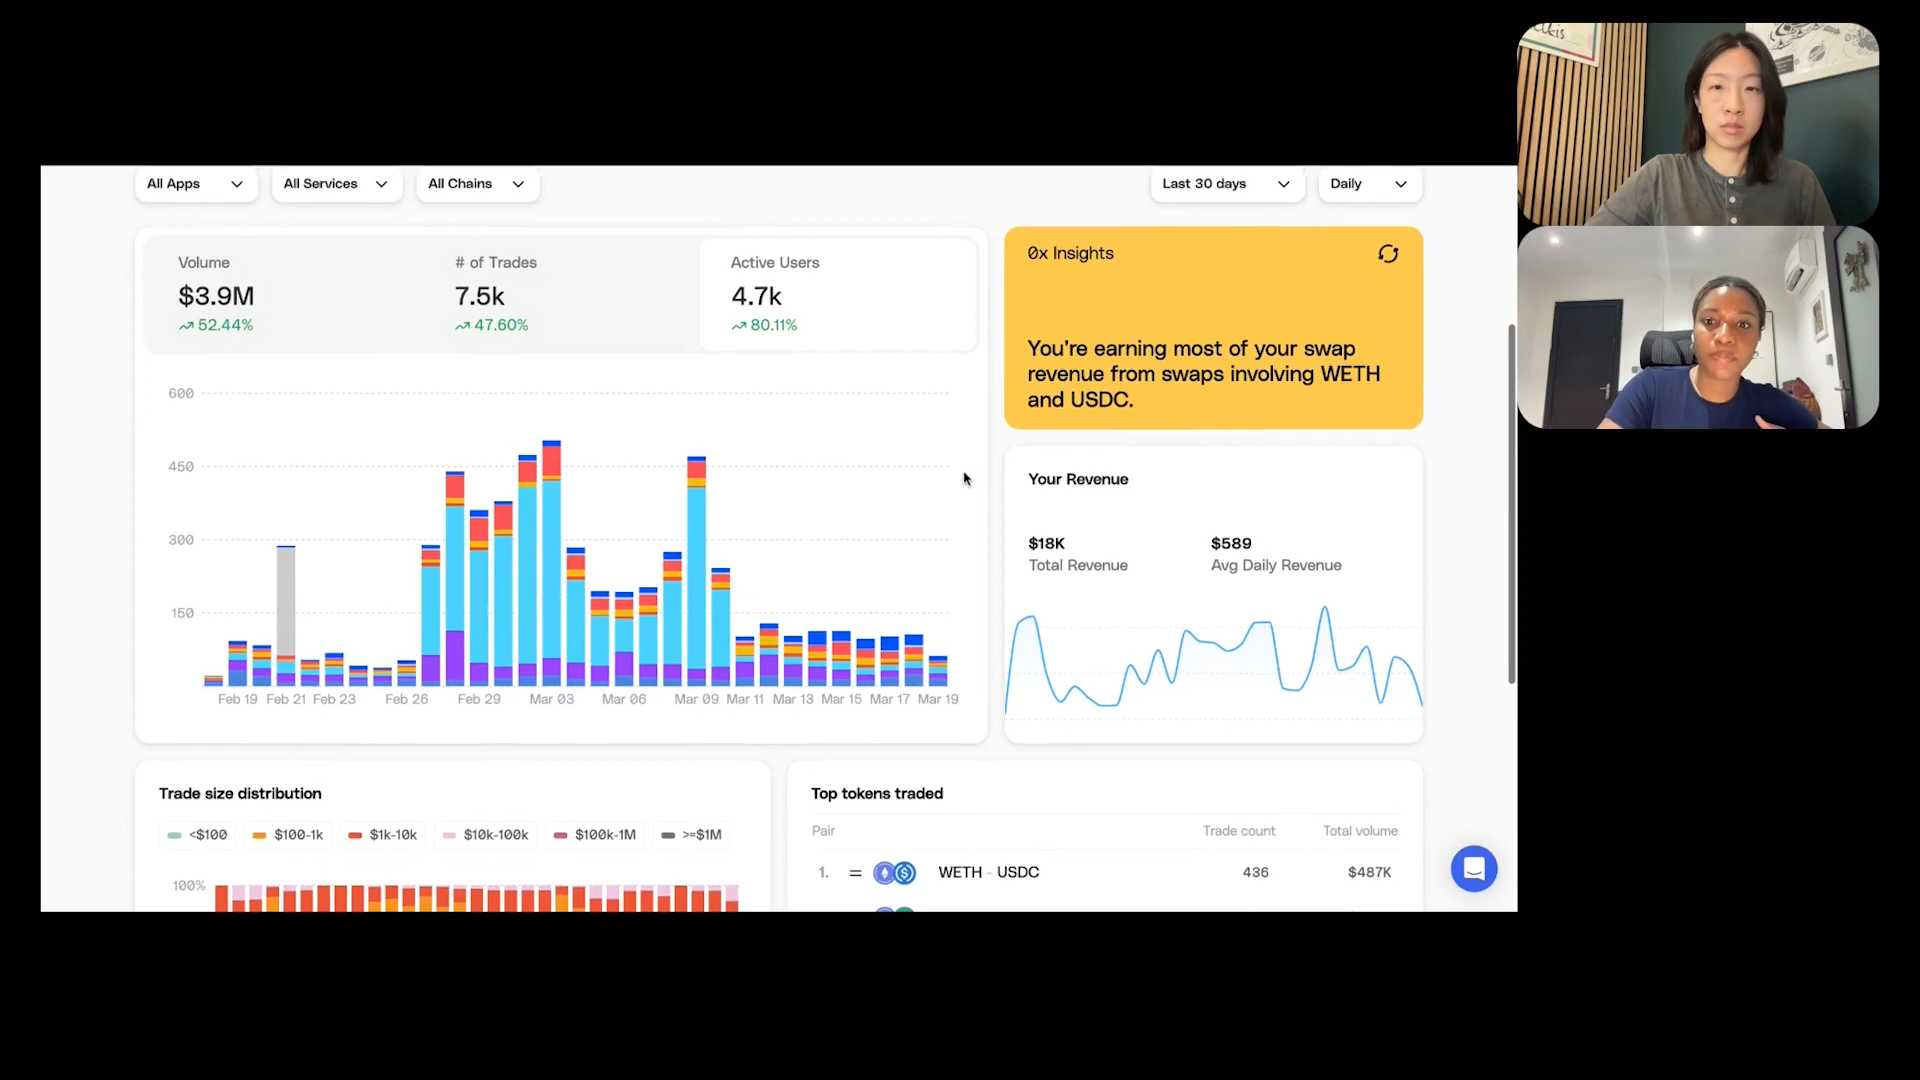 All Apps
All Services
All Chains
Last 30 days
Daily
Volume
$3.9M
52.44%
# of Trades
7.5k
47.60%
Active Users
4.7k
80.11%
600
450
300
150
Feb 19 Feb 21 Feb 23 Feb 26 Feb 29 Mar 03 Mar 06 Mar 09 Mar 11 Mar 13 Mar 15 Mar 17 Mar 19
0x Insights
You’re earning most of your swap
revenue from swaps involving WETH
and USDC.
Your Revenue
$18K
Total Revenue
$589
Avg Daily Revenue
Trade size distribution
<$100 $100-1k $1k-10k $10k-100k $100k-1M >=$1M
100%
Top tokens traded
Pair Trade count Total volume
1. WETH - USDC 436 $487K